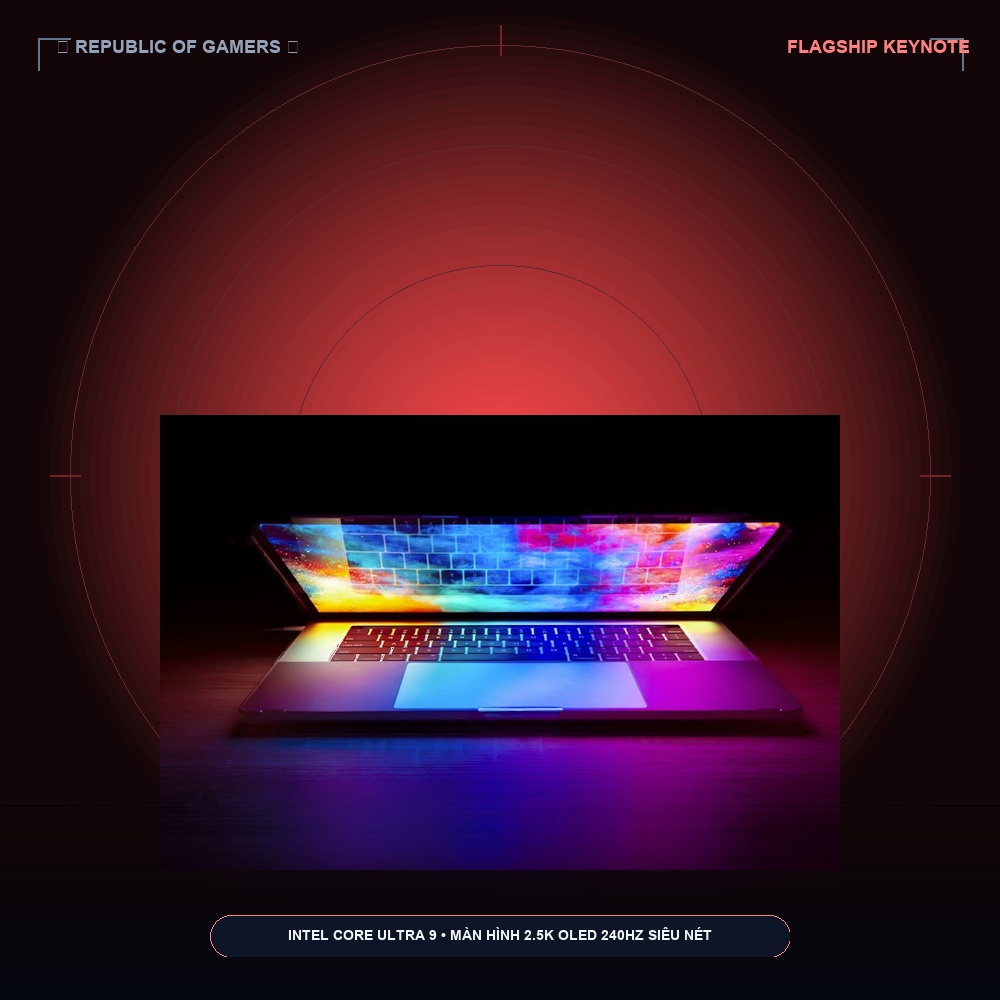 REPUBLIC OF GAMERS
FLAGSHIP KEYNOTE
INTEL CORE ULTRA 9 • MÀN HÌNH 2.5K OLED 240HZ SIÊU NÉT